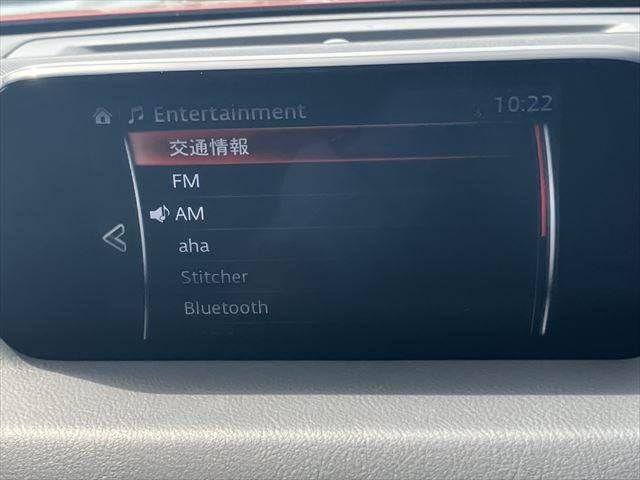 Entertainment 10:22
交通情報
FM
AM
aha
Stitcher
Bluetooth